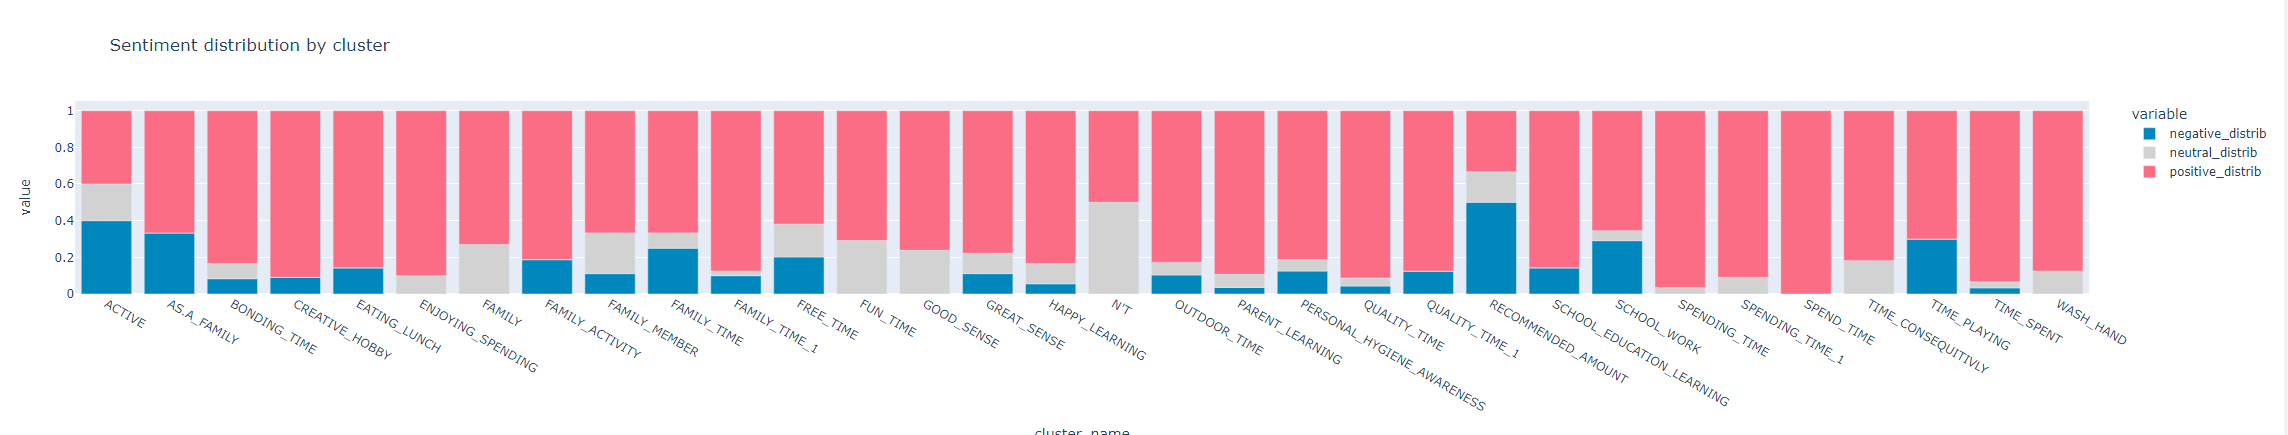 Sentiment distribution by cluster
variable
negative_distrib
neutral_distrib
positive_distrib
value
1
0.8
0.6
0.4
0.2
0
ACTIVE
AS.A_FAMILY
BONDING_TIME
CREATIVE_HOBBY
EATING_LUNCH
ENJOYING_SPENDING
FAMILY
FAMILY_ACTIVITY
FAMILY_MEMBER
FAMILY_TIME
FAMILY_TIME_1
FREE_TIME
FUN_TIME
GOOD_SENSE
GREAT_SENSE
HAPPY_LEARNING
N'T
OUTDOOR_TIME
PARENT_LEARNING
PERSONAL_HYGIENE_AWARENESS
QUALITY_TIME
QUALITY_TIME_1
RECOMMENDED_AMOUNT
SCHOOL_EDUCATION_LEARNING
SCHOOL_WORK
SPENDING_TIME
SPENDING_TIME_1
SPEND_TIME
TIME_CONSEQUITIVLY
TIME_PLAYING
TIME_SPENT
WASH_HAND
cluster_name